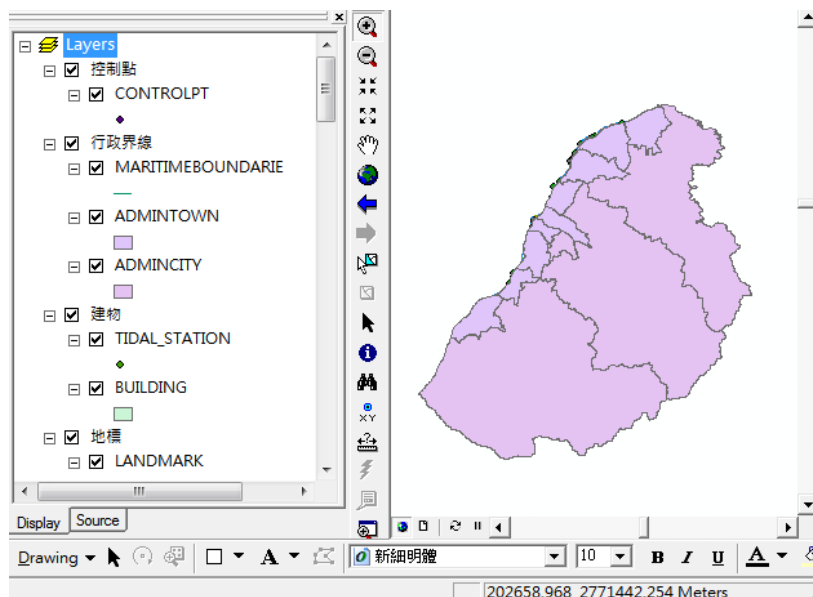 Layers
控制點
CONTROLPT
行政界線
MARITIMEBOUNDARIE
ADMINTOWN
ADMINCITY
建物
TIDAL_STATION
BUILDING
地標
LANDMARK
Display Source
XY
?
Drawing A 新細明體 10 B I U A
202658.968 2771442.254 Meters